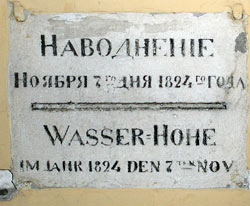 НАВОДНЕНІЕ
НОЯБРЯ 7ГО ДНЯ 1824ГО ГОДА
WASSER=HOHE
IM JAHR 1824 DEN 7TEN NOV.